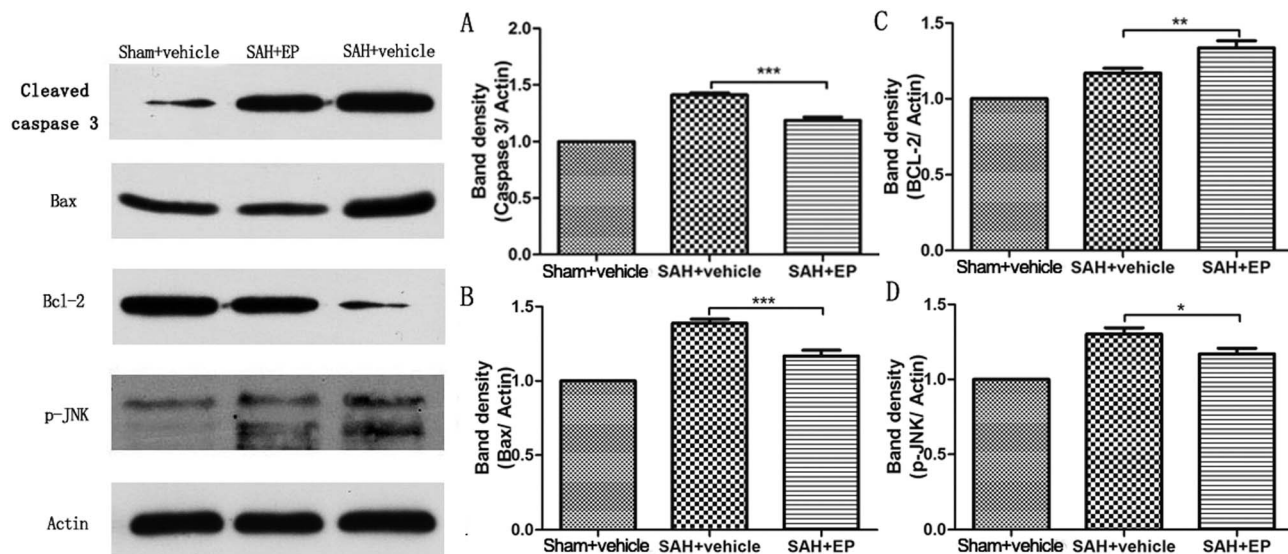 Sham+vehicle SAH+EP SAH+vehicle
Cleaved
caspase 3
Bax
Bcl-2
p-JNK
Actin
A
Band density
(Caspase 3/ Actin)
2.0
1.5
1.0
0.5
0.0
***
Sham+vehicle SAH+vehicle SAH+EP
B
Band density
(Bax/ Actin)
1.5
1.0
0.5
0.0
***
Sham+vehicle SAH+vehicle SAH+EP
C
Band density
(BCL-2/ Actin)
1.5
1.0
0.5
0.0
**
Sham+vehicle SAH+vehicle SAH+EP
D
Band density
(p-JNK/ Actin)
1.5
1.0
0.5
0.0
*
Sham+vehicle SAH+vehicle SAH+EP